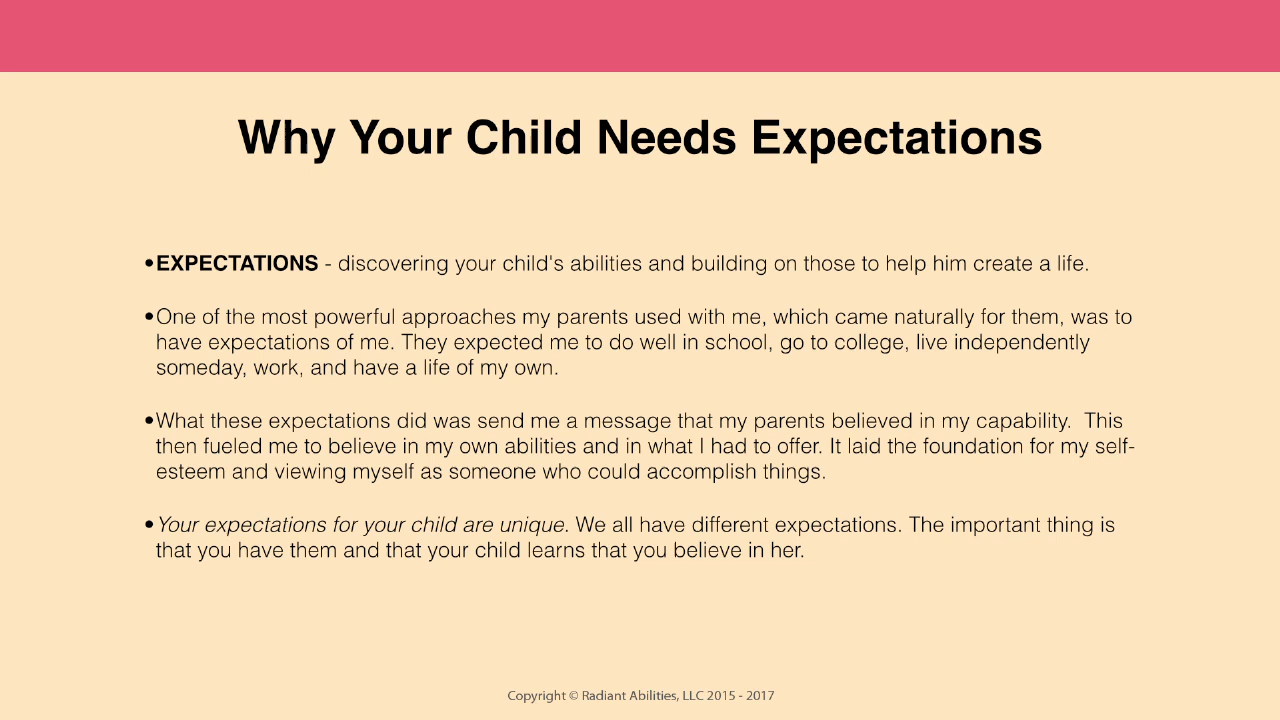 Why Your Child Needs Expectations
•EXPECTATIONS - discovering your child's abilities and building on those to help him create a life.
•One of the most powerful approaches my parents used with me, which came naturally for them, was to
have expectations of me. They expected me to do well in school, go to college, live independently
someday, work, and have a life of my own.
•What these expectations did was send me a message that my parents believed in my capability.  This
then fueled me to believe in my own abilities and in what I had to offer. It laid the foundation for my self-
esteem and viewing myself as someone who could accomplish things.
•Your expectations for your child are unique. We all have different expectations. The important thing is
that you have them and that your child learns that you believe in her.
Copyright © Radiant Abilities, LLC 2015 - 2017